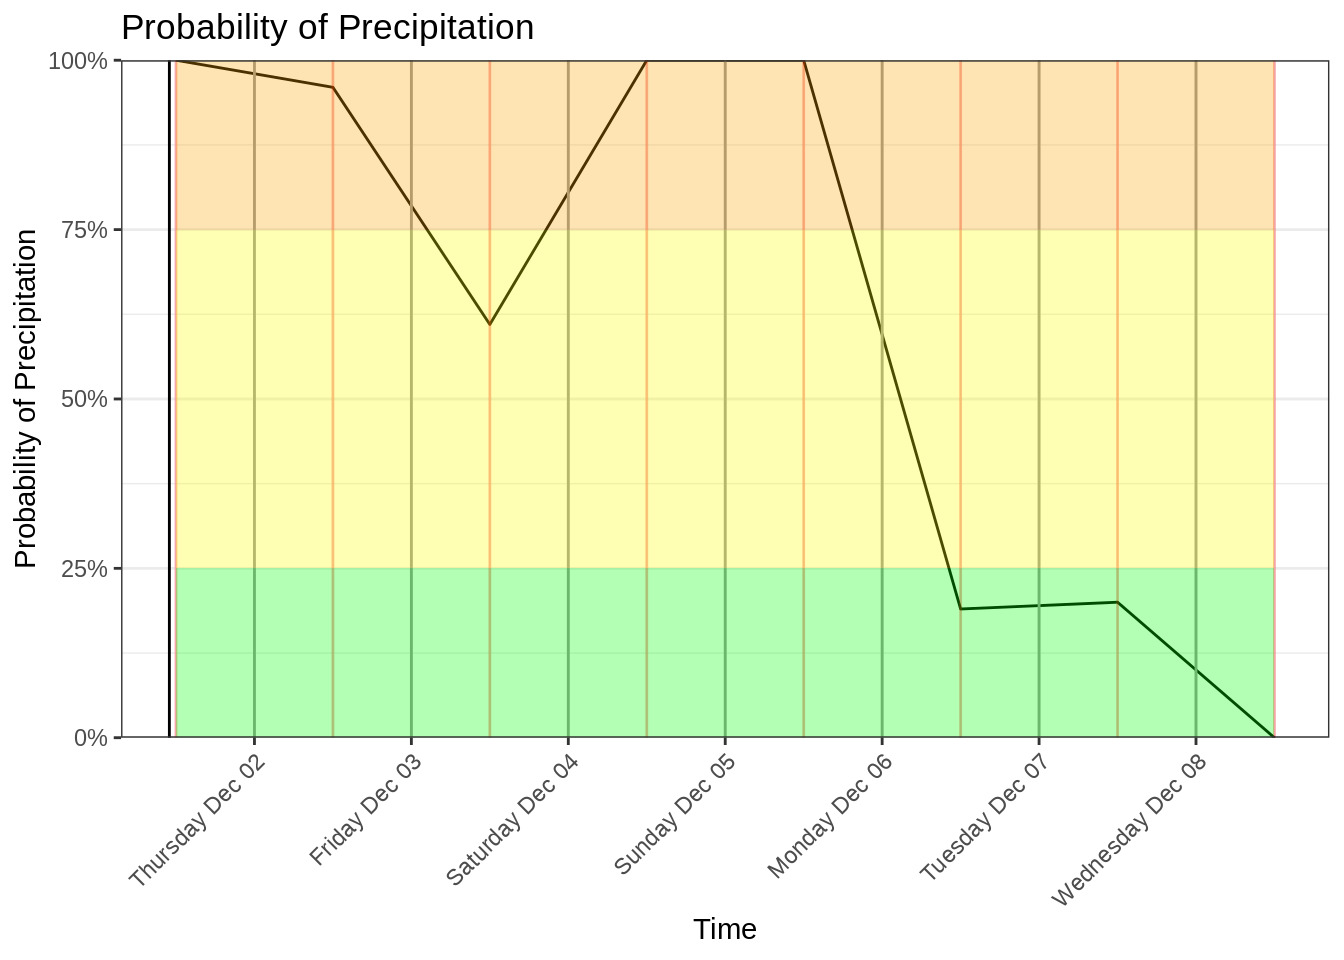 Probability of Precipitation
Probability of Precipitation
100%
75%
50%
25%
0%
Thursday Dec 02
Friday Dec 03
Saturday Dec 04
Sunday Dec 05
Monday Dec 06
Tuesday Dec 07
Wednesday Dec 08
Time